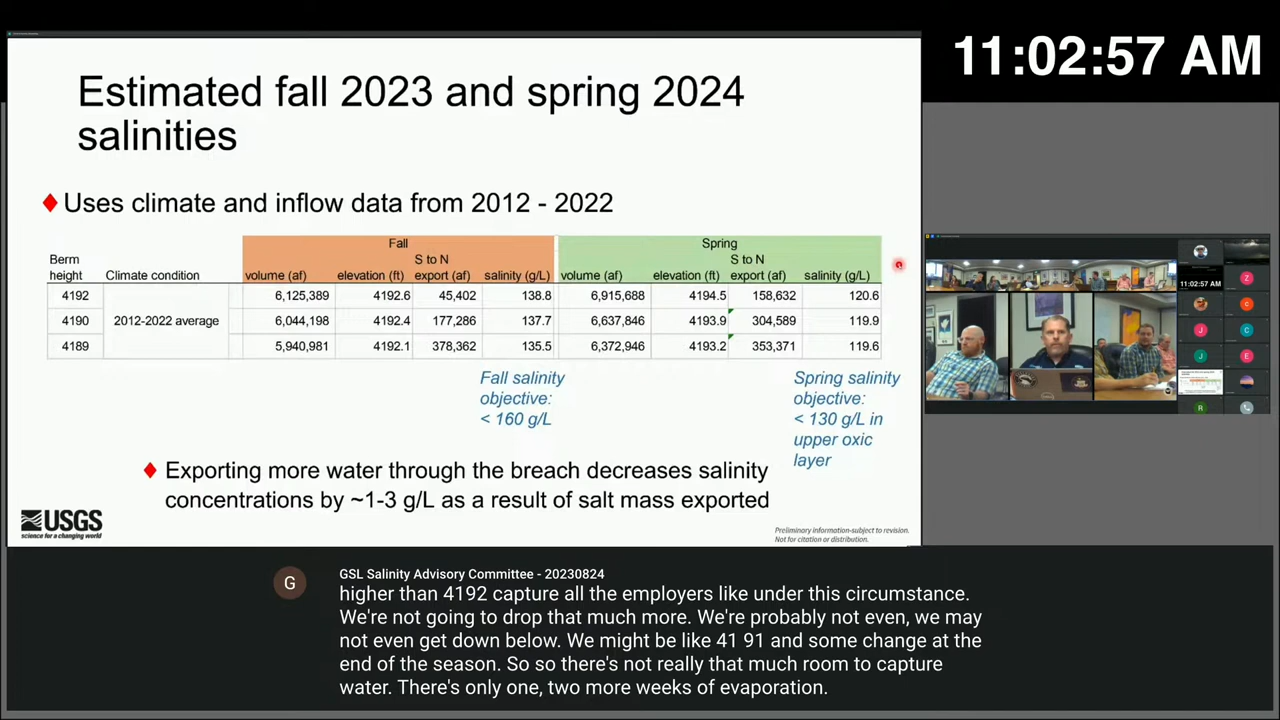 11:02:57 AM
Estimated fall 2023 and spring 2024
salinities
Uses climate and inflow data from 2012 - 2022
Fall
Spring
Berm
height
Climate condition
volume (af)
elevation (ft)
S to N
export (af)
salinity (g/L)
volume (af)
elevation (ft)
S to N
export (af)
salinity (g/L)
4192 6,125,389 4192.6 45,402 138.8 6,915,688 4194.5 158,632 120.6
4190 2012-2022 average 6,044,198 4192.4 177,286 137.7 6,637,846 4193.9 304,589 119.9
4189 5,940,981 4192.1 378,362 135.5 6,372,946 4193.2 353,371 119.6
Fall salinity
objective:
< 160 g/L
Spring salinity
objective:
< 130 g/L in
upper oxic
layer
Exporting more water through the breach decreases salinity
concentrations by ~1-3 g/L as a result of salt mass exported
USGS
science for a changing world
Preliminary information-subject to revision.
Not for citation or distribution.
11:02:57 AM
Z
C
J
C
J
E
R
G
GSL Salinity Advisory Committee - 20230824
higher than 4192 capture all the employers like under this circumstance.
We're not going to drop that much more. We're probably not even, we may
not even get down below. We might be like 41 91 and some change at the
end of the season. So so there's not really that much room to capture
water. There's only one, two more weeks of evaporation.